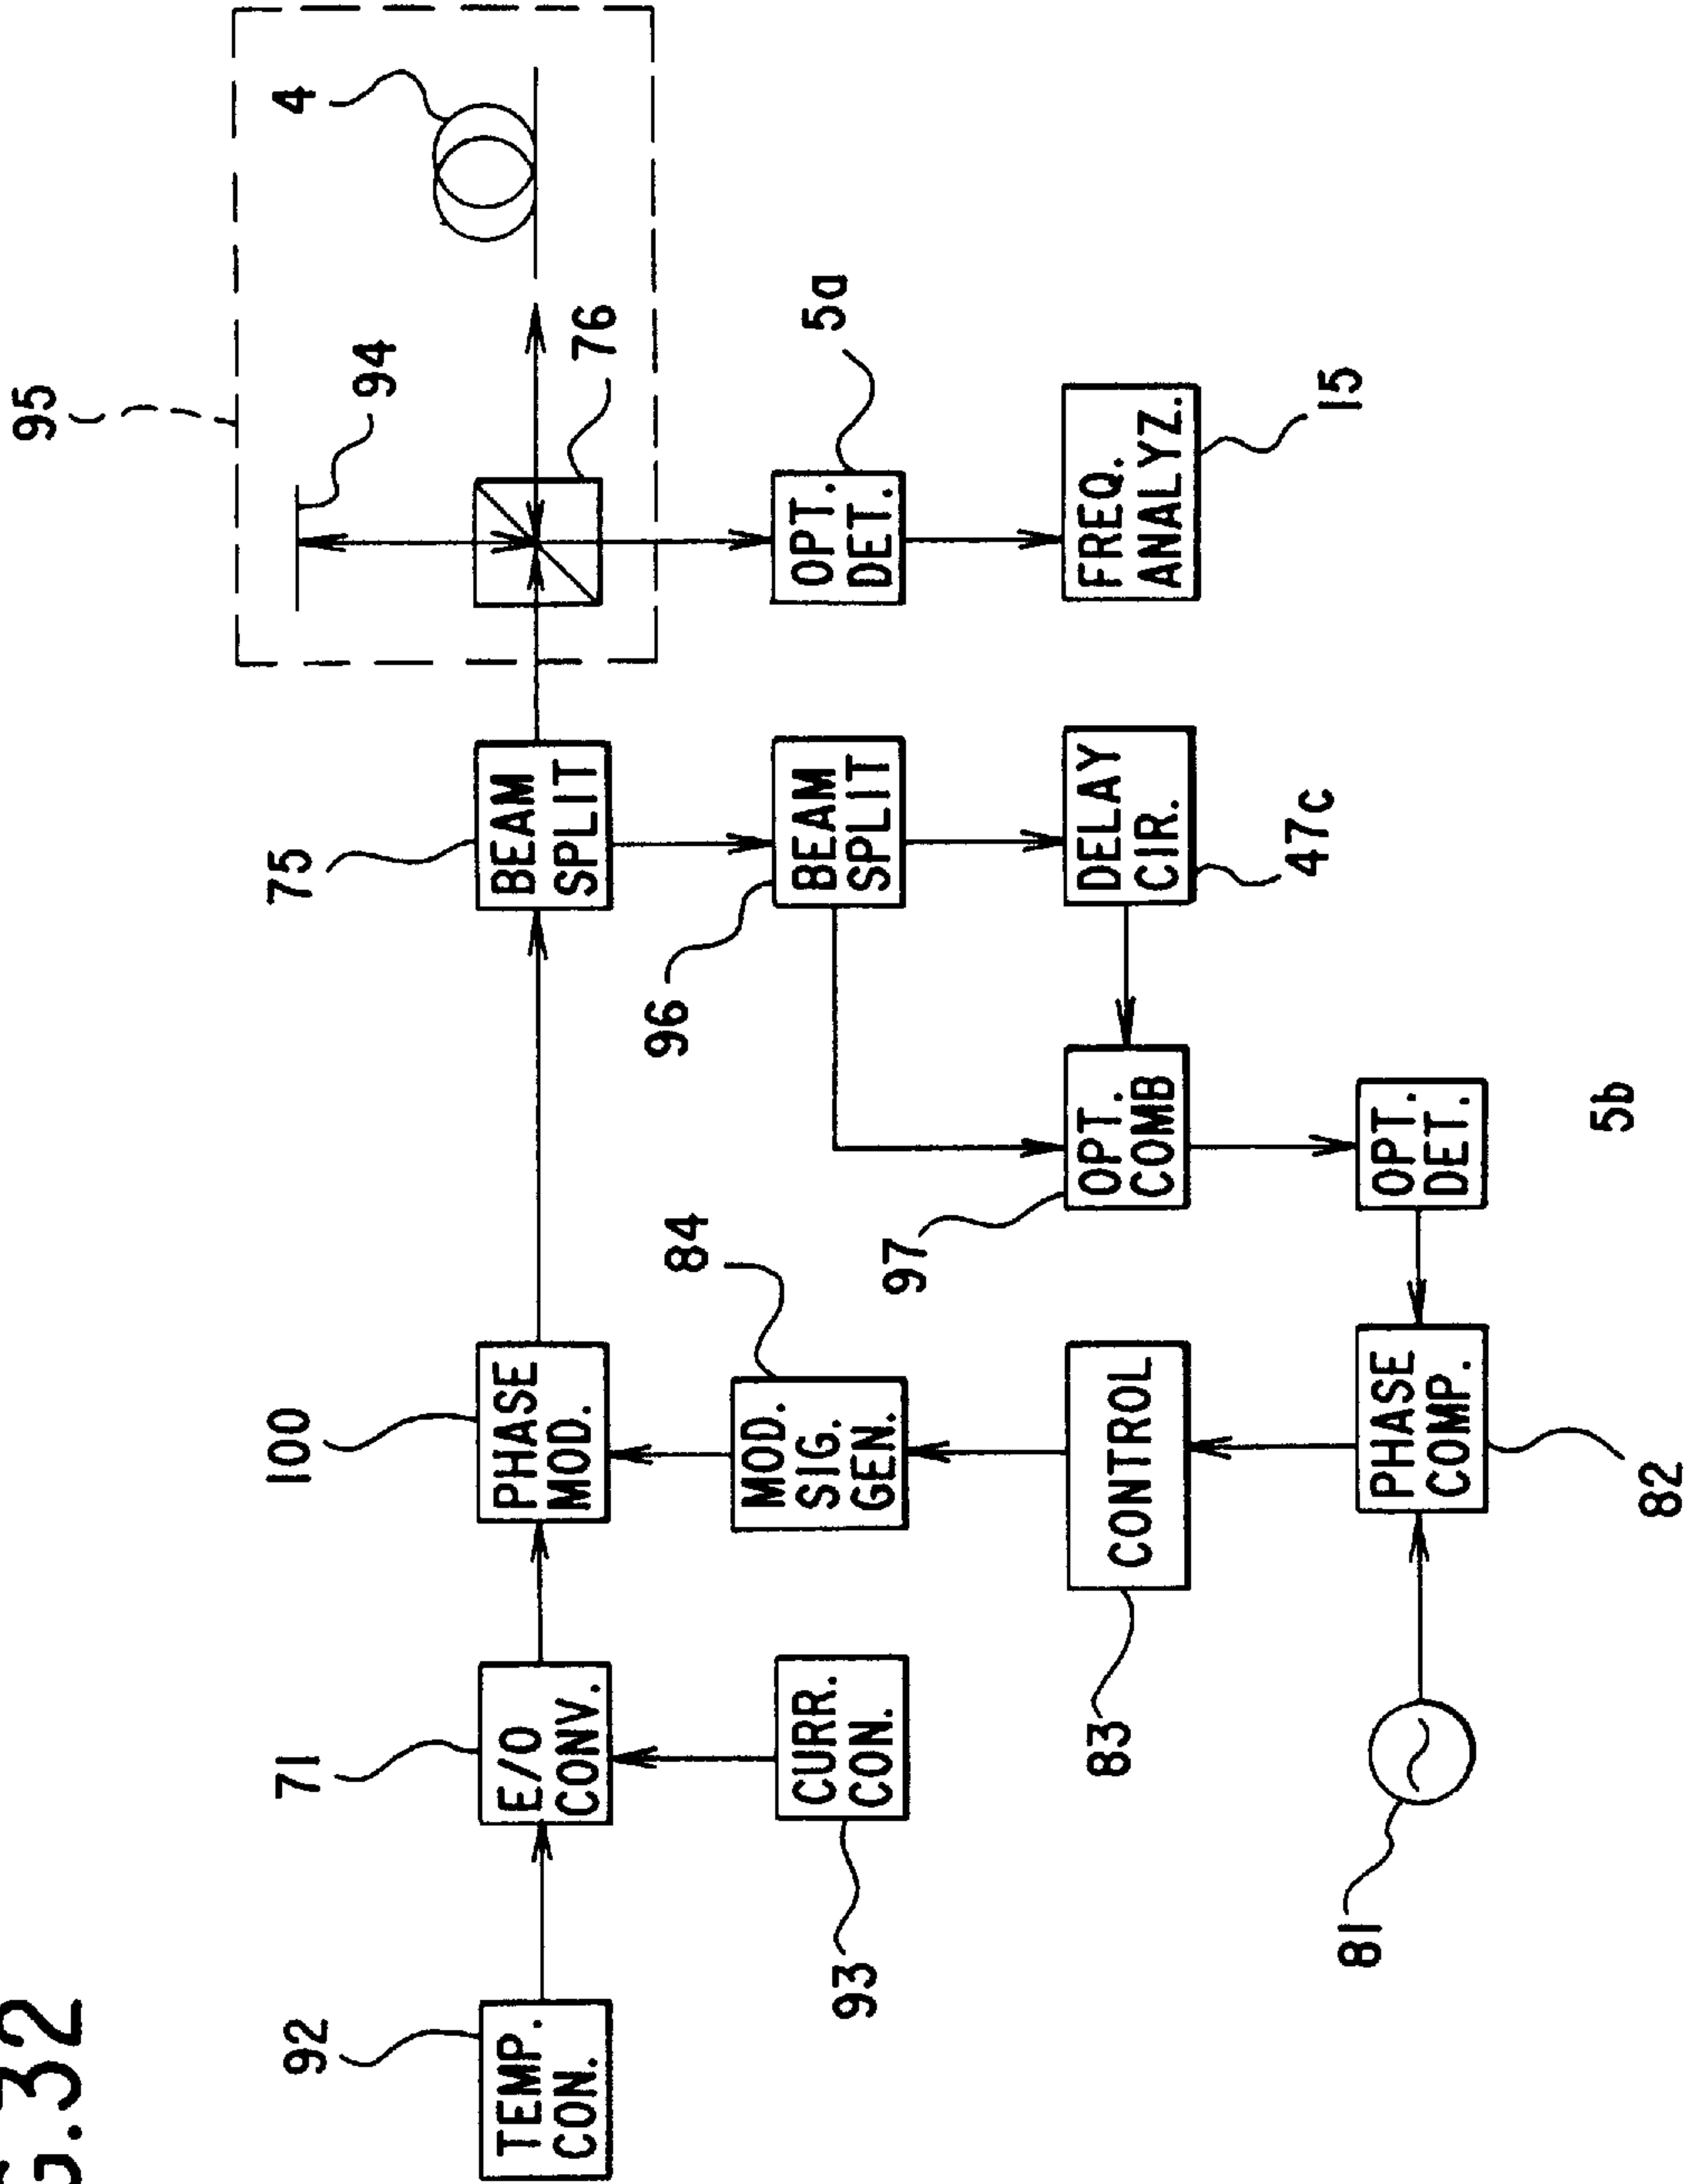 G.32
92
TEMP.
CON.
71
E/O
CONV.
93
CURR.
CON.
100
PHASE
MOD.
84
MOD.
SIG.
GEN.
83
CONTROL
81
PHASE
COMP.
82
75
BEAM
SPLIT
96
BEAM
SPLIT
DELAY
CIR.
47c
97
OPT.
COMB
OPT.
DET.
5b
95
94
4
76
OPT.
DET.
5a
FREQ.
ANALYZ.
15